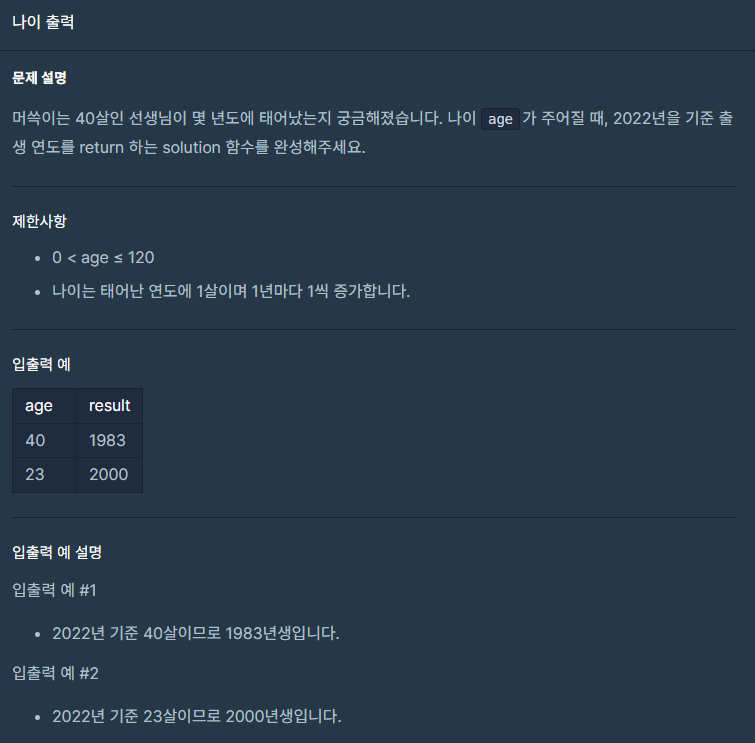 나이 출력
문제 설명
머쓱이는 40살인 선생님이 몇 년도에 태어났는지 궁금해졌습니다. 나이 age 가 주어질 때, 2022년을 기준 출
생 연도를 return 하는 solution 함수를 완성해주세요.
제한사항
• 0 < age ≤ 120
• 나이는 태어난 연도에 1살이며 1년마다 1씩 증가합니다.
입출력 예
age result
40 1983
23 2000
입출력 예 설명
입출력 예 #1
• 2022년 기준 40살이므로 1983년생입니다.
입출력 예 #2
• 2022년 기준 23살이므로 2000년생입니다.